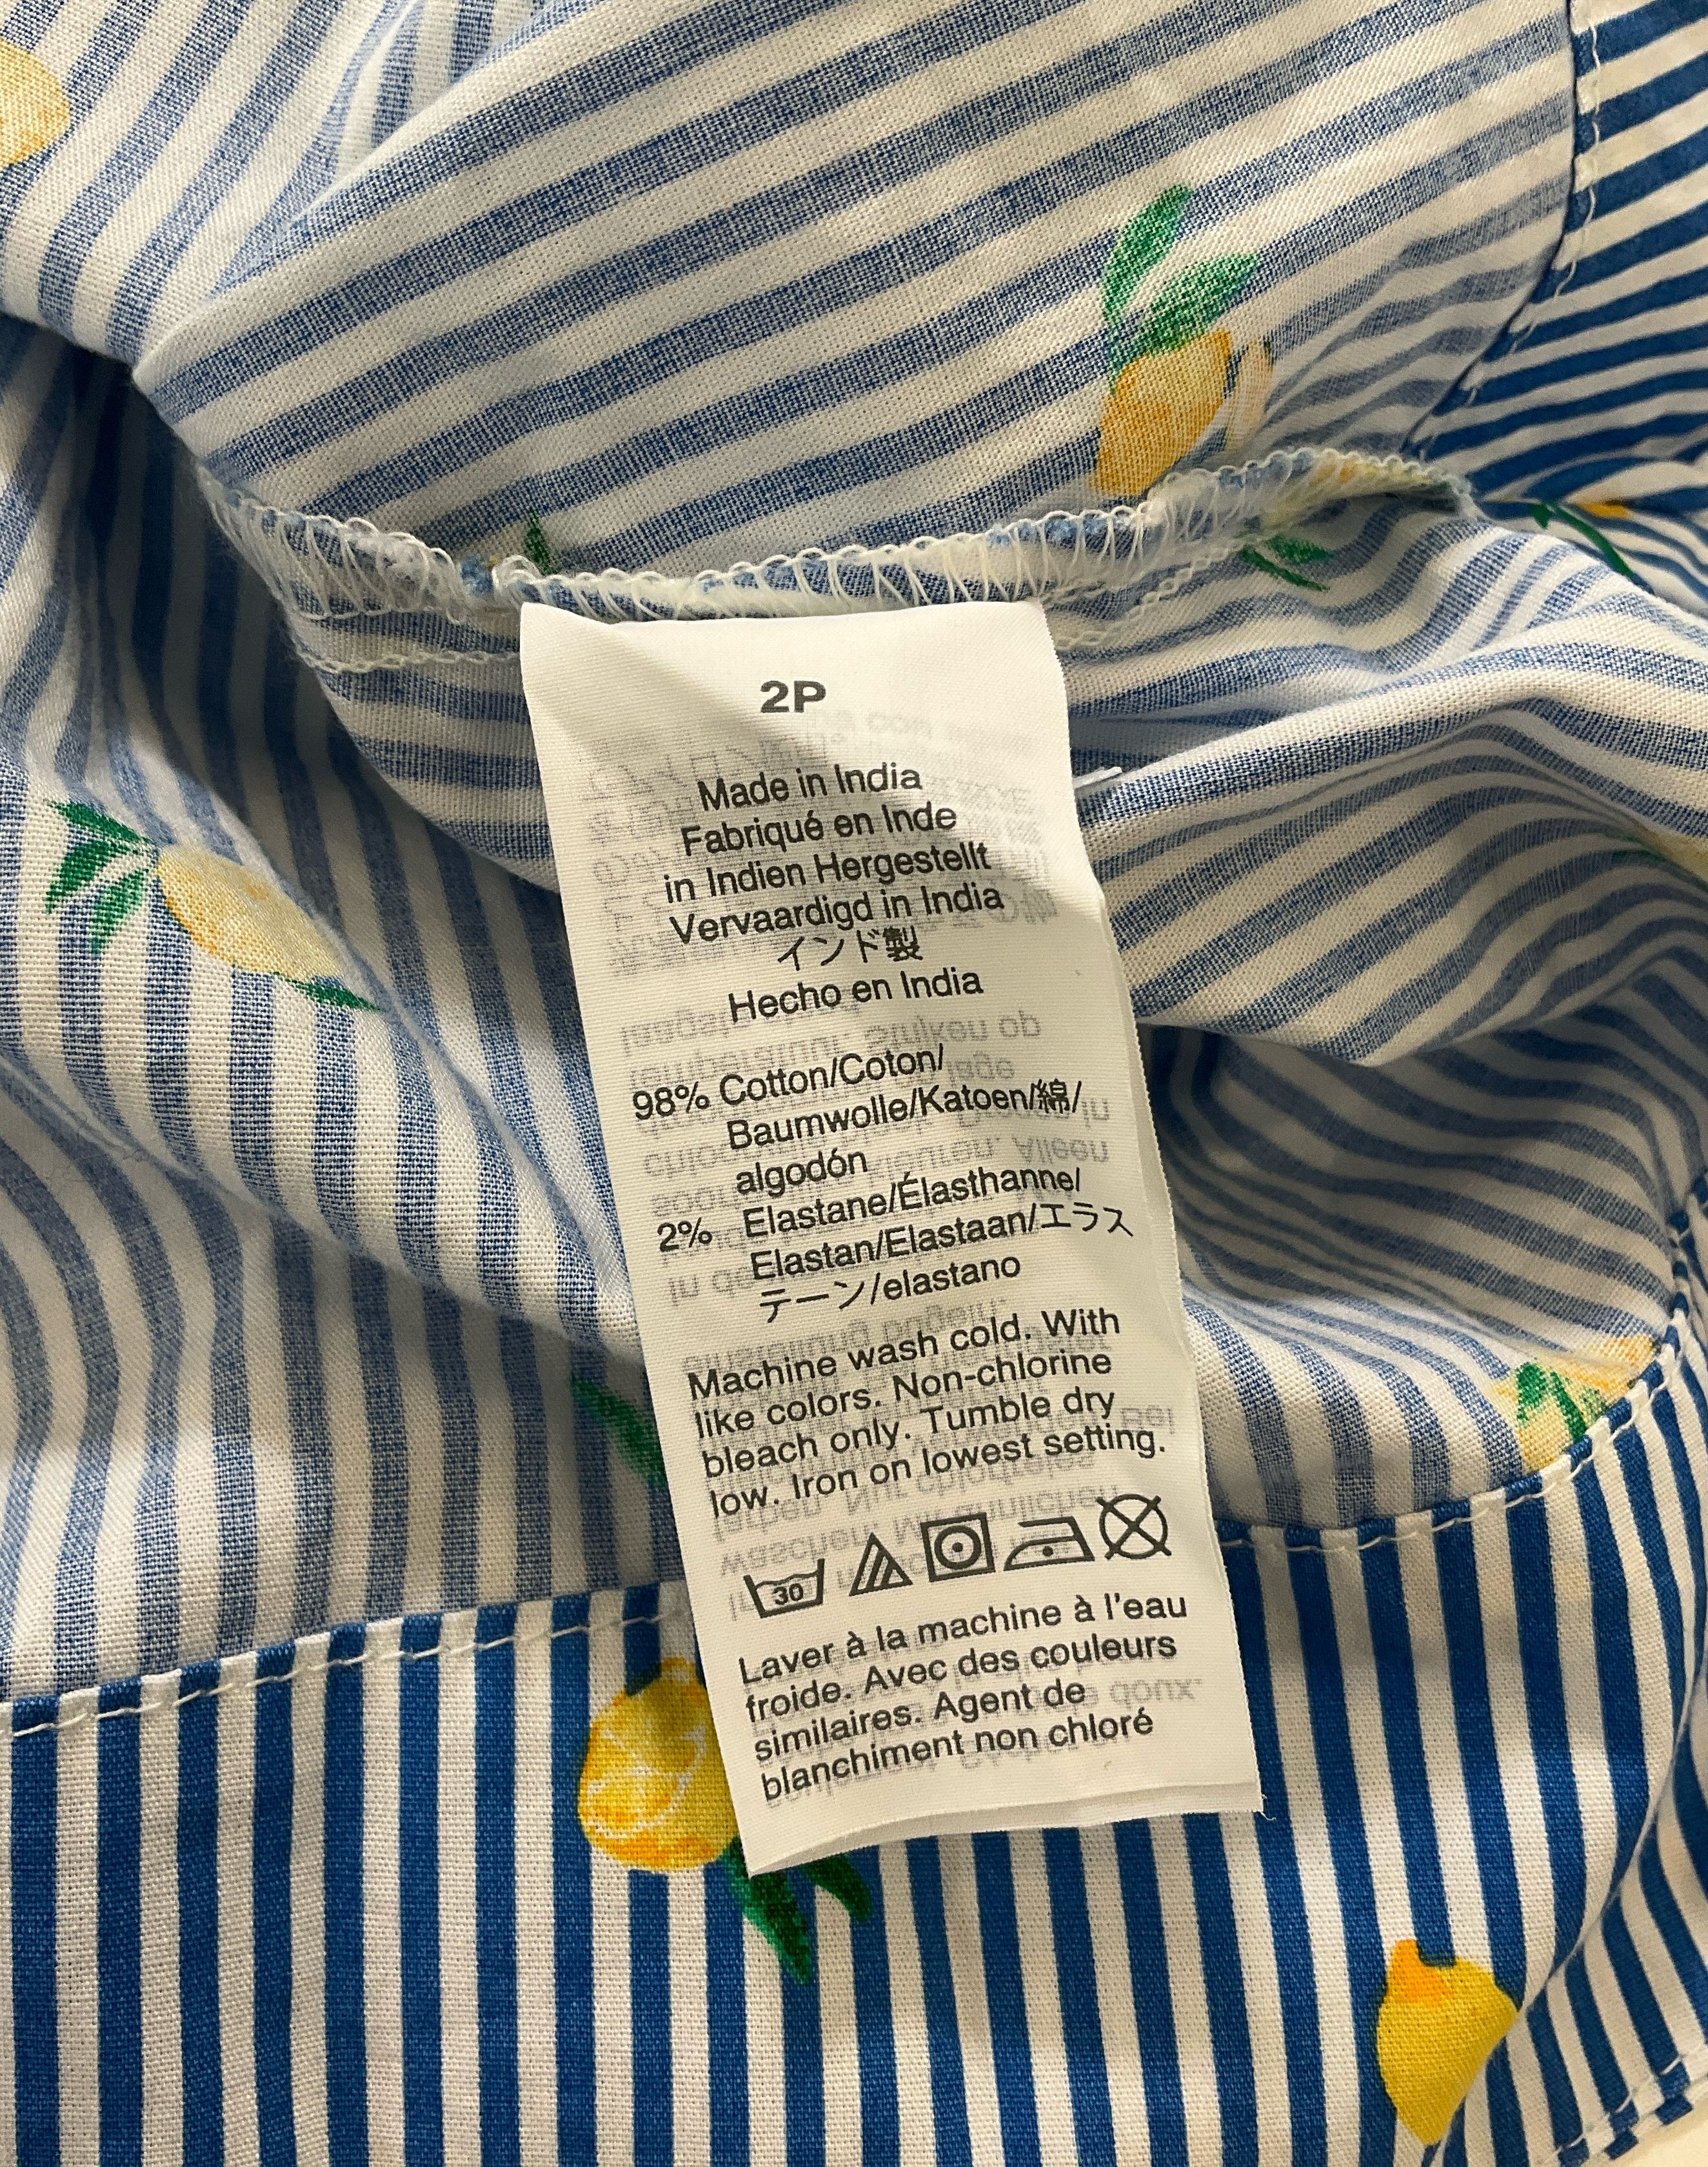 2P
Made in India
Fabriqué en Inde
in Indien Hergestellt
Vervaardigd in India
インド製
Hecho en India
98% Cotton/Coton/
Baumwolle/Katoen/綿/
algodón
2% Elastane/Élasthanne/
Elastan/Elastaan/エラス
テーン/elastano
Machine wash cold. With
like colors. Non-chlorine
bleach only. Tumble dry
low. Iron on lowest setting.
30
Laver à la machine à l'eau
froide. Avec des couleurs
similaires. Agent de
blanchiment non chloré